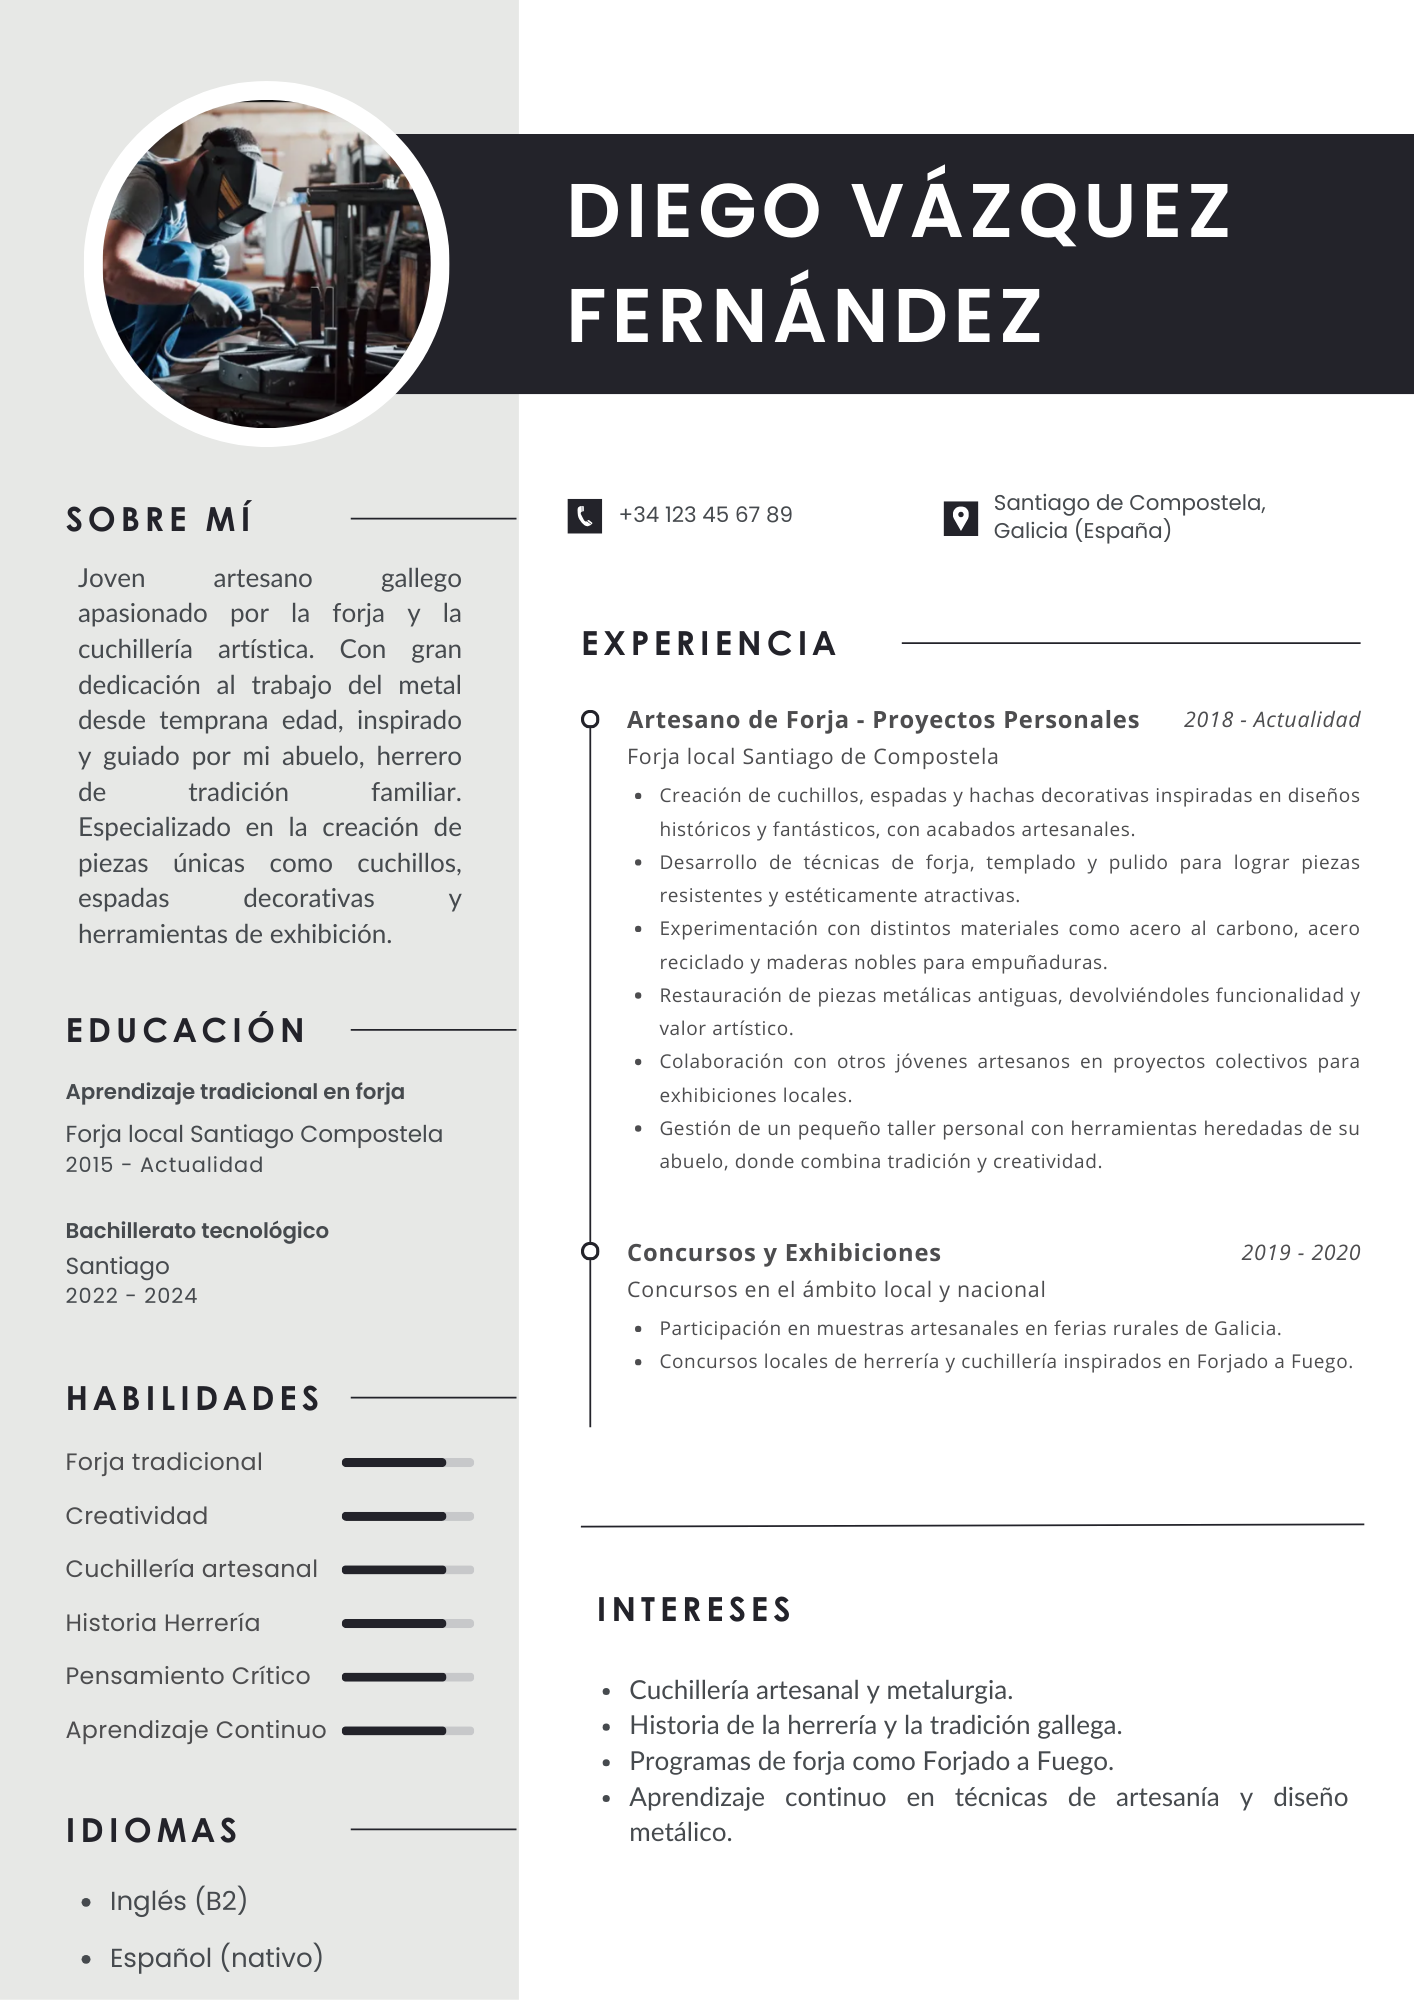 DIEGO VÁZQUEZ
FERNÁNDEZ
+34 123 45 67 89
Santiago de Compostela,
Galicia (España)
SOBRE MÍ
Joven artesano gallego
apasionado por la forja y la
cuchillería artística. Con gran
dedicación al trabajo del metal
desde temprana edad, inspirado
y guiado por mi abuelo, herrero
de tradición familiar.
Especializado en la creación de
piezas únicas como cuchillos,
espadas decorativas y
herramientas de exhibición.
EDUCACIÓN
Aprendizaje tradicional en forja
Forja local Santiago Compostela
2015 - Actualidad
Bachillerato tecnológico
Santiago
2022 - 2024
HABILIDADES
Forja tradicional
Creatividad
Cuchillería artesanal
Historia Herrería
Pensamiento Crítico
Aprendizaje Continuo
IDIOMAS
• Inglés (B2)
• Español (nativo)
EXPERIENCIA
Artesano de Forja - Proyectos Personales 2018 - Actualidad
Forja local Santiago de Compostela
• Creación de cuchillos, espadas y hachas decorativas inspiradas en diseños
históricos y fantásticos, con acabados artesanales.
• Desarrollo de técnicas de forja, templado y pulido para lograr piezas
resistentes y estéticamente atractivas.
• Experimentación con distintos materiales como acero al carbono, acero
reciclado y maderas nobles para empuñaduras.
• Restauración de piezas metálicas antiguas, devolviéndoles funcionalidad y
valor artístico.
• Colaboración con otros jóvenes artesanos en proyectos colectivos para
exhibiciones locales.
• Gestión de un pequeño taller personal con herramientas heredadas de su
abuelo, donde combina tradición y creatividad.
Concursos y Exhibiciones 2019 - 2020
Concursos en el ámbito local y nacional
• Participación en muestras artesanales en ferias rurales de Galicia.
• Concursos locales de herrería y cuchillería inspirados en Forjado a Fuego.
INTERESES
• Cuchillería artesanal y metalurgia.
• Historia de la herrería y la tradición gallega.
• Programas de forja como Forjado a Fuego.
• Aprendizaje continuo en técnicas de artesanía y diseño
metálico.